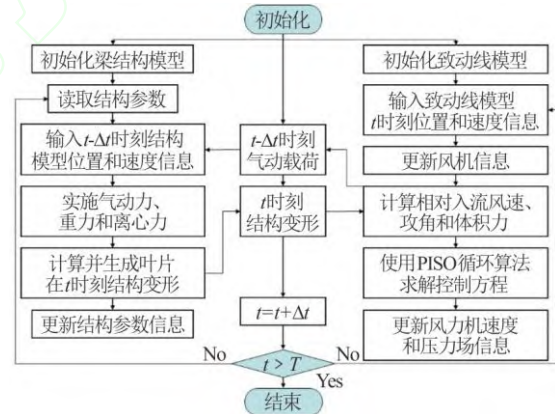 初始化
初始化梁结构模型
读取结构参数
输入t-Δt时刻结构
模型位置和速度信息
实施气动力、
重力和离心力
计算并生成叶片
在t时刻结构变形
更新结构参数信息
t-Δt时刻
气动载荷
t时刻
结构变形
t=t+Δt
初始化致动线模型
输入致动线模型
t时刻位置和速度信息
更新风机信息
计算相对入流风速、
攻角和体积力
使用PISO循环算法
求解控制方程
更新风力机速度
和压力场信息
No
t > T
No
Yes
结束